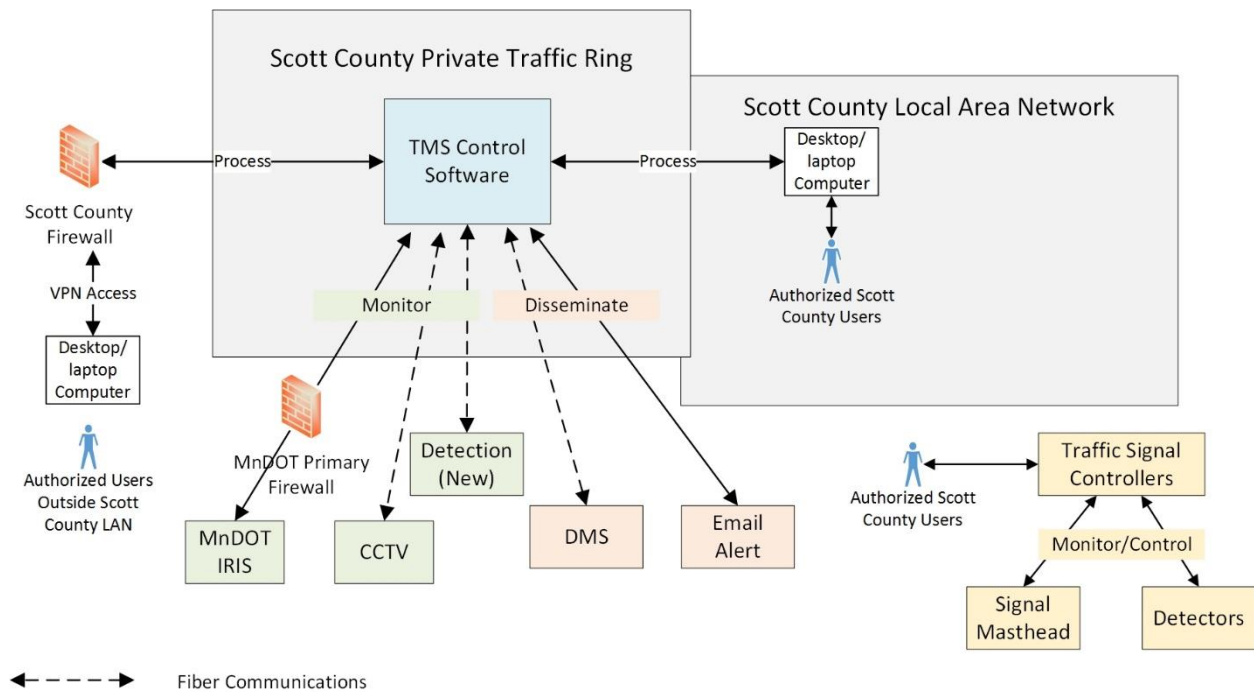 Scott County Private Traffic Ring
Scott County Local Area Network
TMS Control
Software
Process
Process
Desktop/
laptop
Computer
Scott County
Firewall
VPN Access
Authorized Scott
County Users
Monitor
Disseminate
Desktop/
laptop
Computer
MnDOT Primary
Firewall
Detection
(New)
Authorized Users
Outside Scott
County LAN
MnDOT
IRIS
CCTV
DMS
Email
Alert
Authorized Scott
County Users
Traffic Signal
Controllers
Monitor/Control
Signal
Masthead
Detectors
Fiber Communications